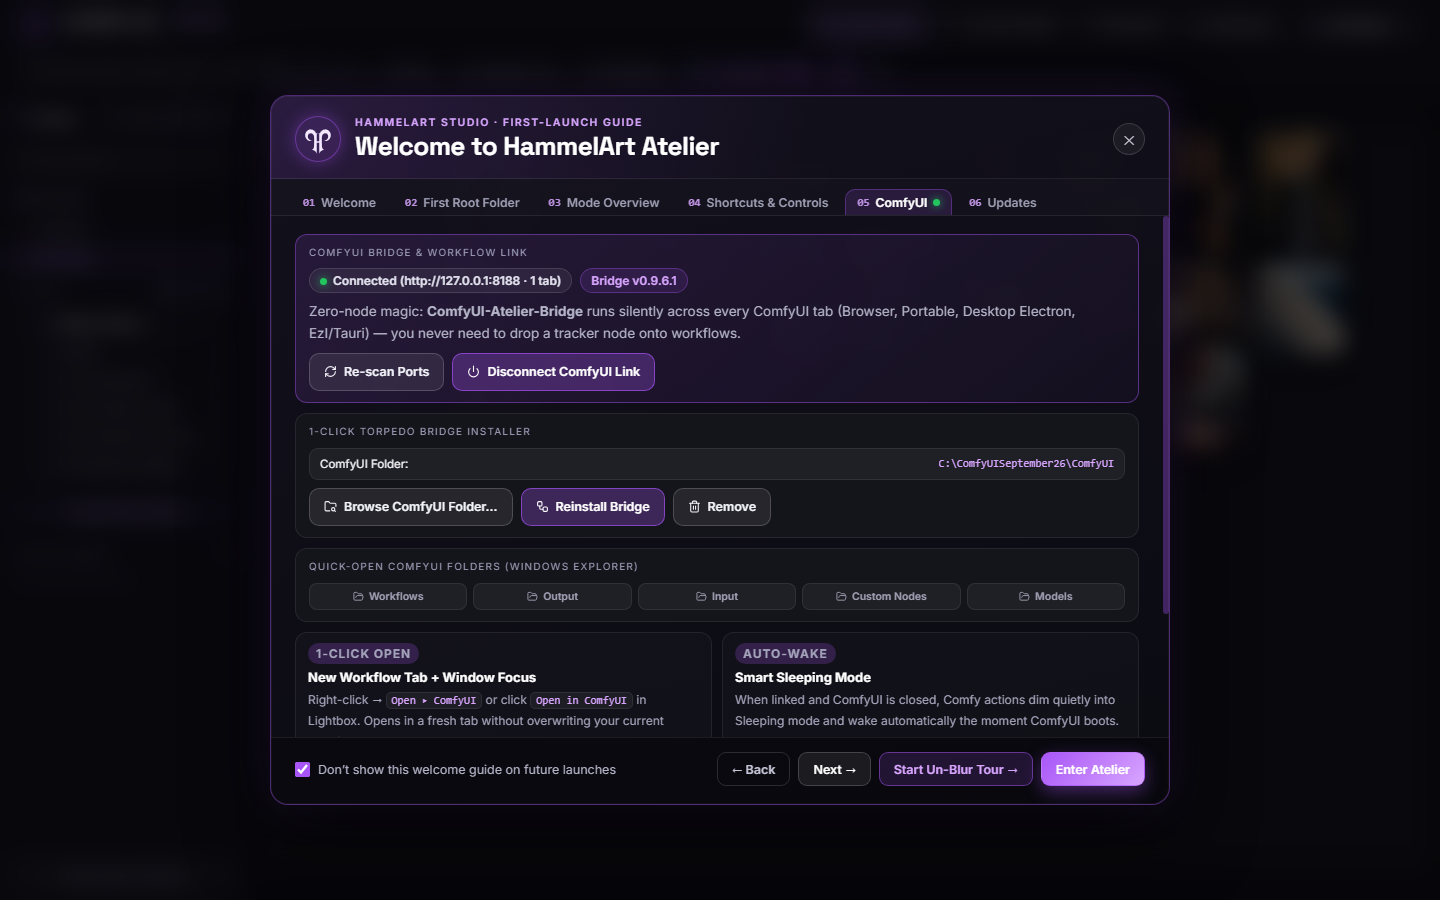 HAMMELART STUDIO · FIRST-LAUNCH GUIDE
Welcome to HammelArt Atelier
01 Welcome
02 First Root Folder
03 Mode Overview
04 Shortcuts & Controls
05 ComfyUI
06 Updates
COMFYUI BRIDGE & WORKFLOW LINK
Connected (http://127.0.0.1:8188 · 1 tab)
Bridge v0.9.6.1
Zero-node magic: ComfyUI-Atelier-Bridge runs silently across every ComfyUI tab (Browser, Portable, Desktop Electron,
EzI/Tauri) — you never need to drop a tracker node onto workflows.
Re-scan Ports
Disconnect ComfyUI Link
1-CLICK TORPEDO BRIDGE INSTALLER
ComfyUI Folder:
C:\ComfyUISeptember26\ComfyUI
Browse ComfyUI Folder...
Reinstall Bridge
Remove
QUICK-OPEN COMFYUI FOLDERS (WINDOWS EXPLORER)
Workflows
Output
Input
Custom Nodes
Models
1-CLICK OPEN
New Workflow Tab + Window Focus
Right-click → Open ▸ ComfyUI or click Open in ComfyUI in
Lightbox. Opens in a fresh tab without overwriting your current
AUTO-WAKE
Smart Sleeping Mode
When linked and ComfyUI is closed, Comfy actions dim quietly into
Sleeping mode and wake automatically the moment ComfyUI boots.
Don't show this welcome guide on future launches
← Back
Next →
Start Un-Blur Tour →
Enter Atelier